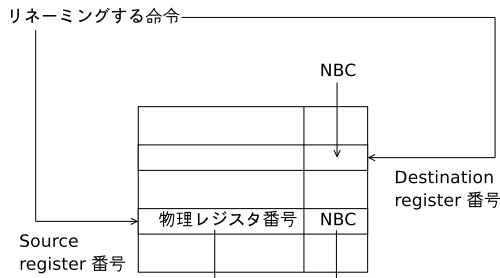 リネーミングする命令
NBC
Destination
register 番号
物理レジスタ番号 NBC
Source
register 番号